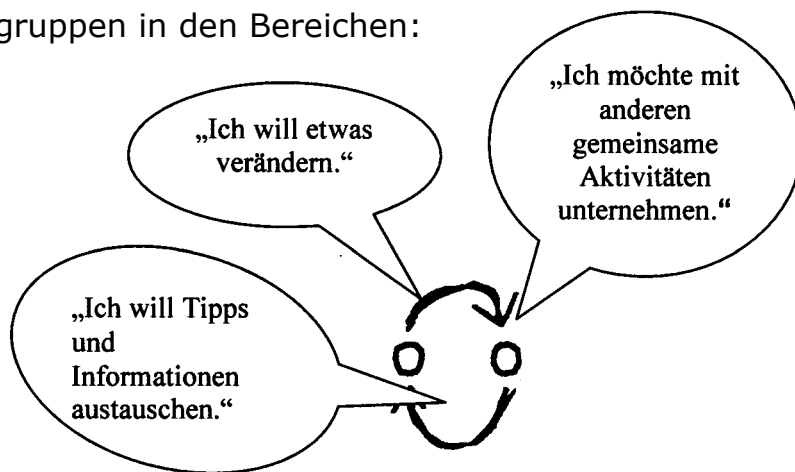 gruppen in den Bereichen:
„Ich möchte mit
anderen
gemeinsame
Aktivitäten
unternehmen.“
„Ich will etwas
verändern.“
„Ich will Tipps
und
Informationen
austauschen.“